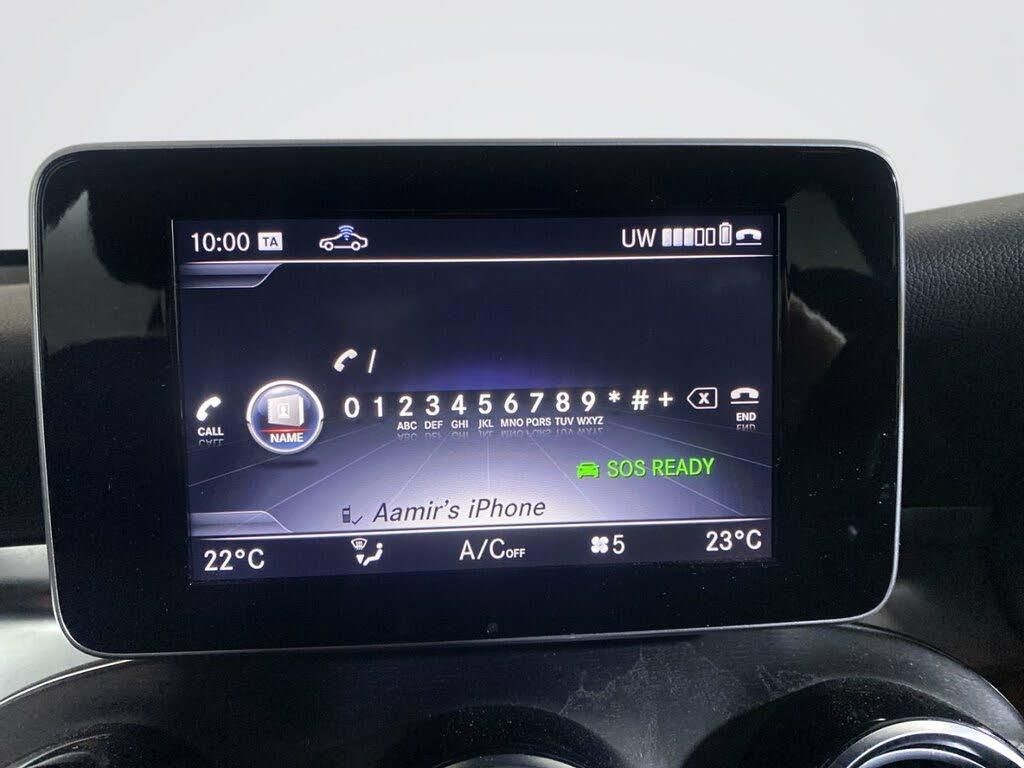 10:00 TA UW
0 1 2 3 4 5 6 7 8 9 * # +
ABC DEF GHI JKL MNO PQRS TUV WXYZ
CALL NAME END
SOS READY
Aamir's iPhone
22°C A/C OFF 5 23°C